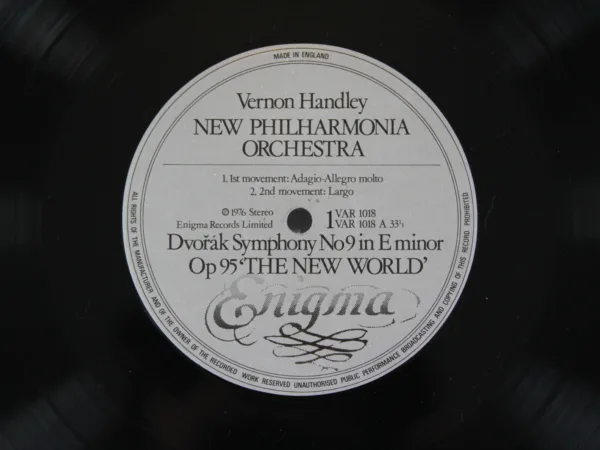 MADE IN ENGLAND
Vernon Handley
NEW PHILHARMONIA
ORCHESTRA
1. 1st movement: Adagio-Allegro molto
2. 2nd movement: Largo
℗ 1976 Stereo
Enigma Records Limited
1 VAR 1018
VAR 1018 A 33⅓
Dvořák Symphony No 9 in E minor
Op 95 'THE NEW WORLD'
Enigma
ALL RIGHTS OF THE MANUFACTURER AND OF THE OWNER OF THE RECORDED WORK RESERVED UNAUTHORISED PUBLIC PERFORMANCE BROADCASTING AND COPYING OF THIS RECORD PROHIBITED